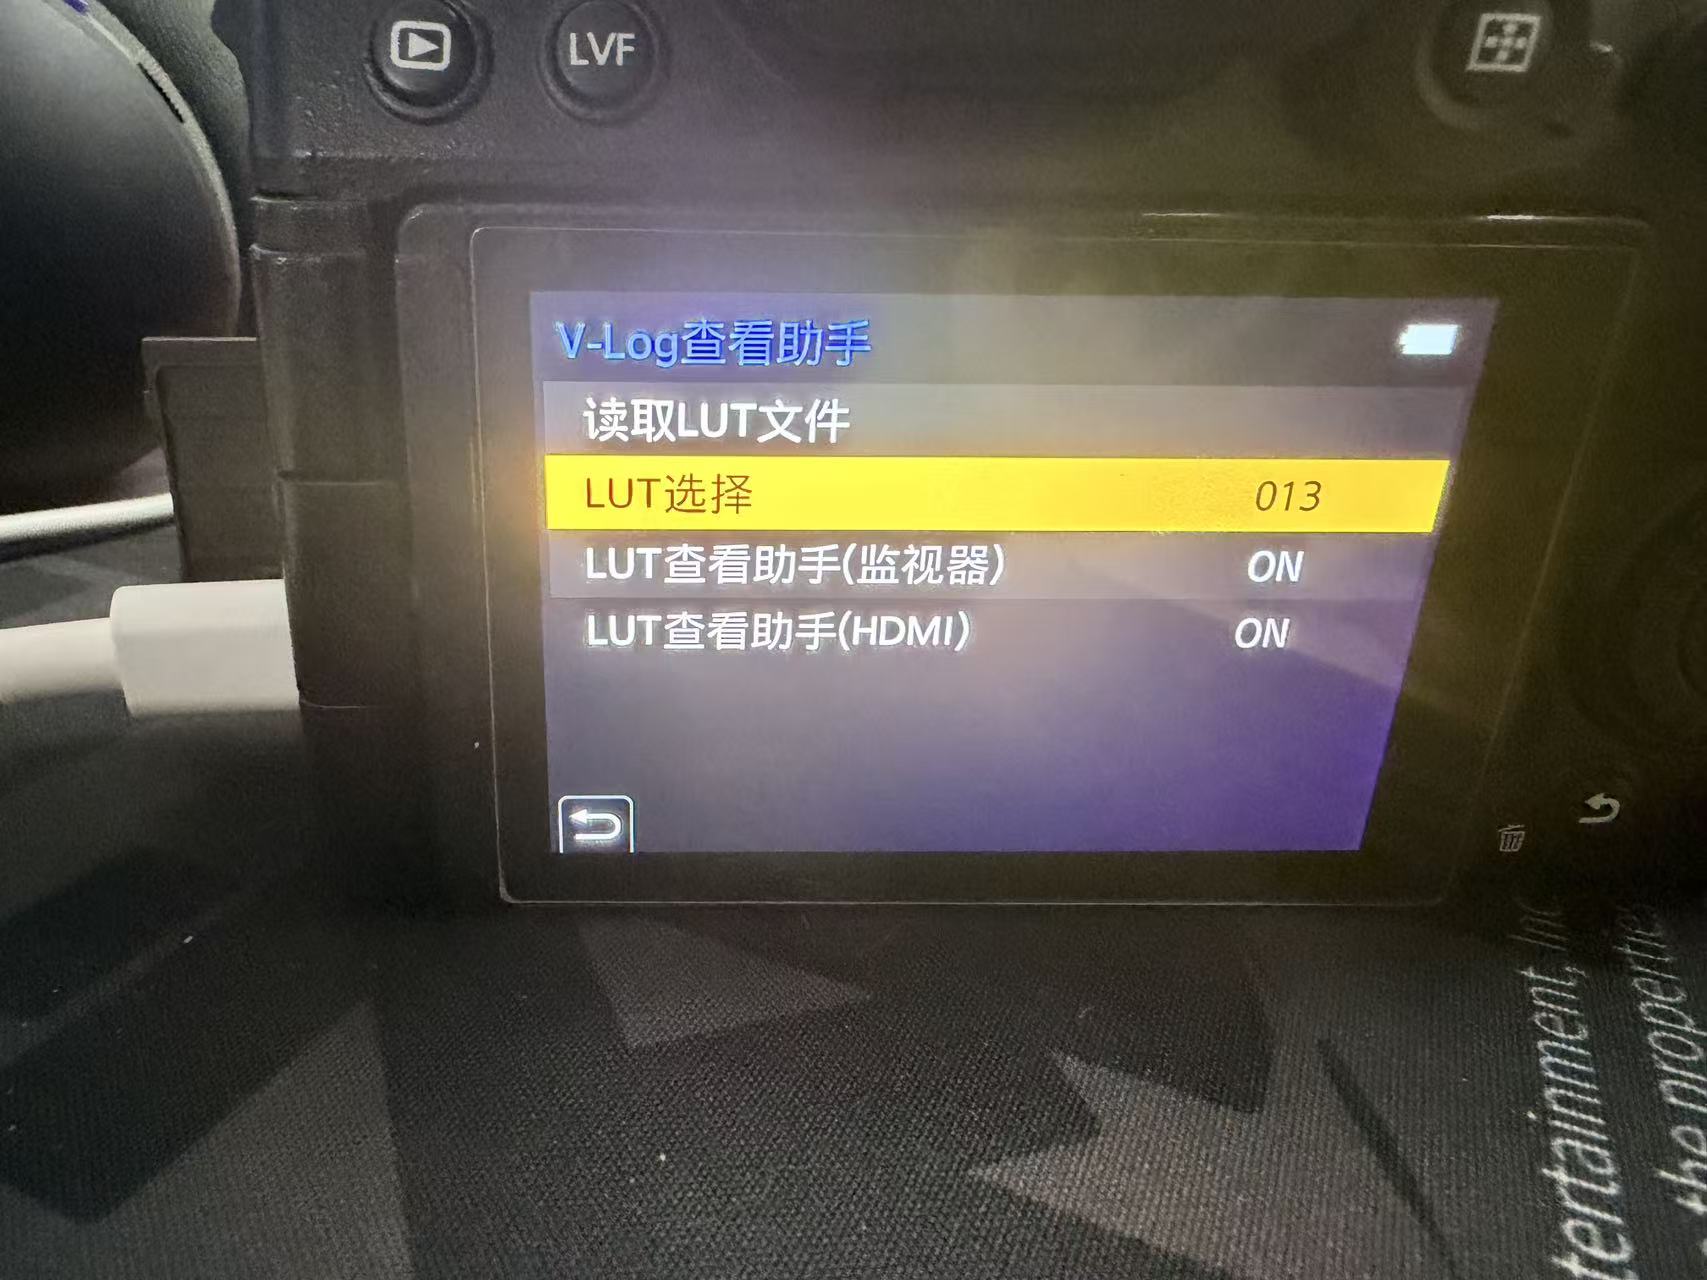 LVF
V-Log查看助手
读取LUT文件
LUT选择 013
LUT查看助手(监视器) ON
LUT查看助手(HDMI) ON
tertainment, Inc
the properties